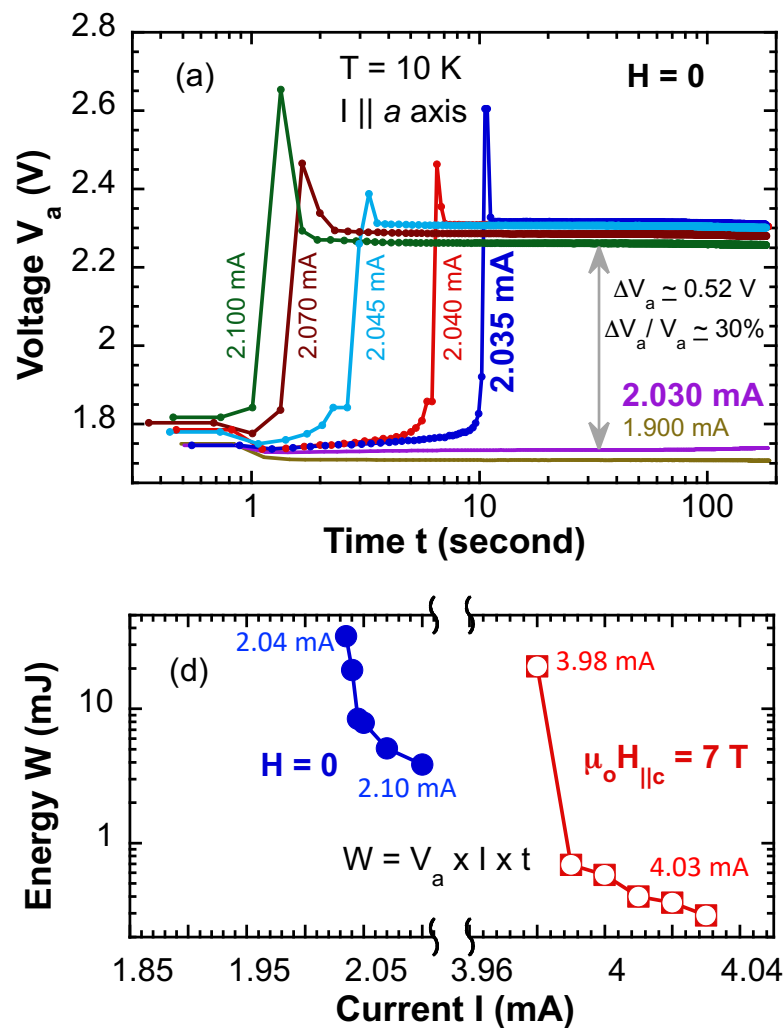 (a)
T = 10 K
H = 0
I || a axis
Voltage V_a (V)
2.8
2.6
2.4
2.2
2
1.8
2.100 mA
2.070 mA
2.045 mA
2.040 mA
2.035 mA
ΔV_a ≃ 0.52 V
ΔV_a/ V_a ≃ 30%
2.030 mA
1.900 mA
1
10
100
Time t (second)
(d)
Energy W (mJ)
10
1
2.04 mA
H = 0
2.10 mA
3.98 mA
μ_oH_||c = 7 T
4.03 mA
W = V_a x I x t
1.85
1.95
2.05
3.96
4
4.04
Current I (mA)